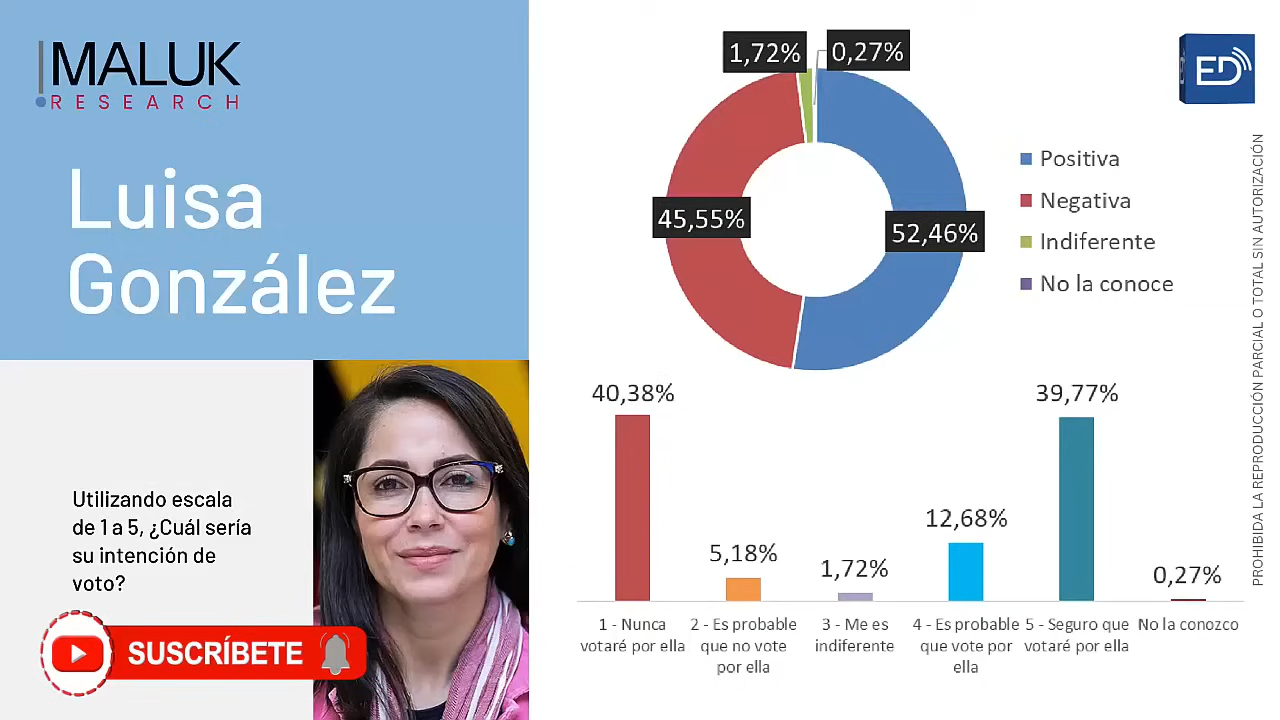 MALUK
RESEARCH
Luisa
González
Utilizando escala
de 1 a 5, ¿Cuál sería
su intención de
voto?
SUSCRÍBETE
1,72%
0,27%
45,55%
52,46%
Positiva
Negativa
Indiferente
No la conoce
ED
PROHIBIDA LA REPRODUCCIÓN PARCIAL O TOTAL SIN AUTORIZACIÓN
40,38%
5,18%
1,72%
12,68%
39,77%
0,27%
1 - Nunca
votaré por ella
2 - Es probable
que no vote
por ella
3 - Me es
indiferente
4 - Es probable
que vote por
ella
5 - Seguro que
votaré por ella
No la conozco